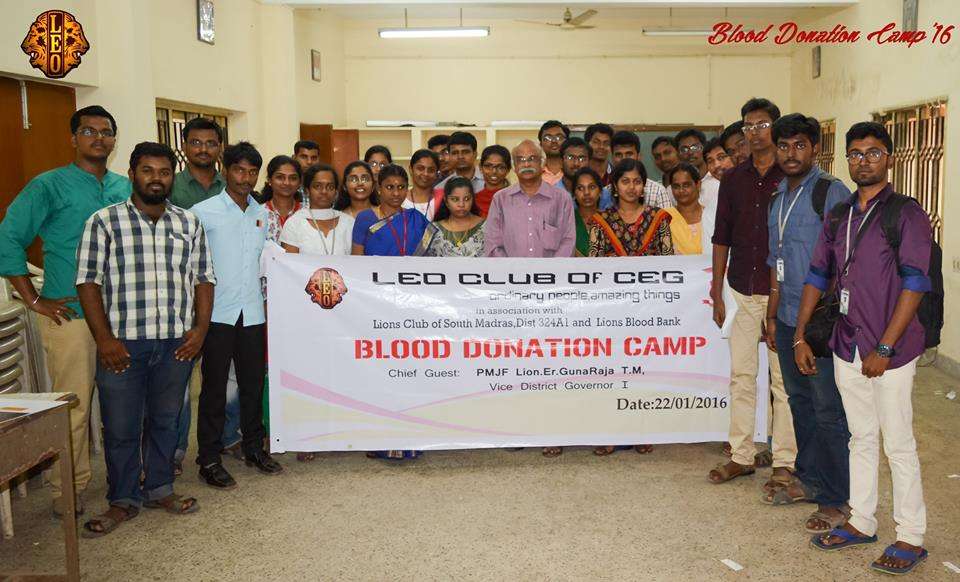 LEO
Blood Donation Camp '16
LEO
LEO CLUB OF CEG
ordinary people,amazing things
in association with
Lions Club of South Madras,Dist 324A1 and Lions Blood Bank
BLOOD DONATION CAMP
Chief Guest: PMJF Lion.Er.GunaRaja T.M,
Vice District Governor I
Date:22/01/2016